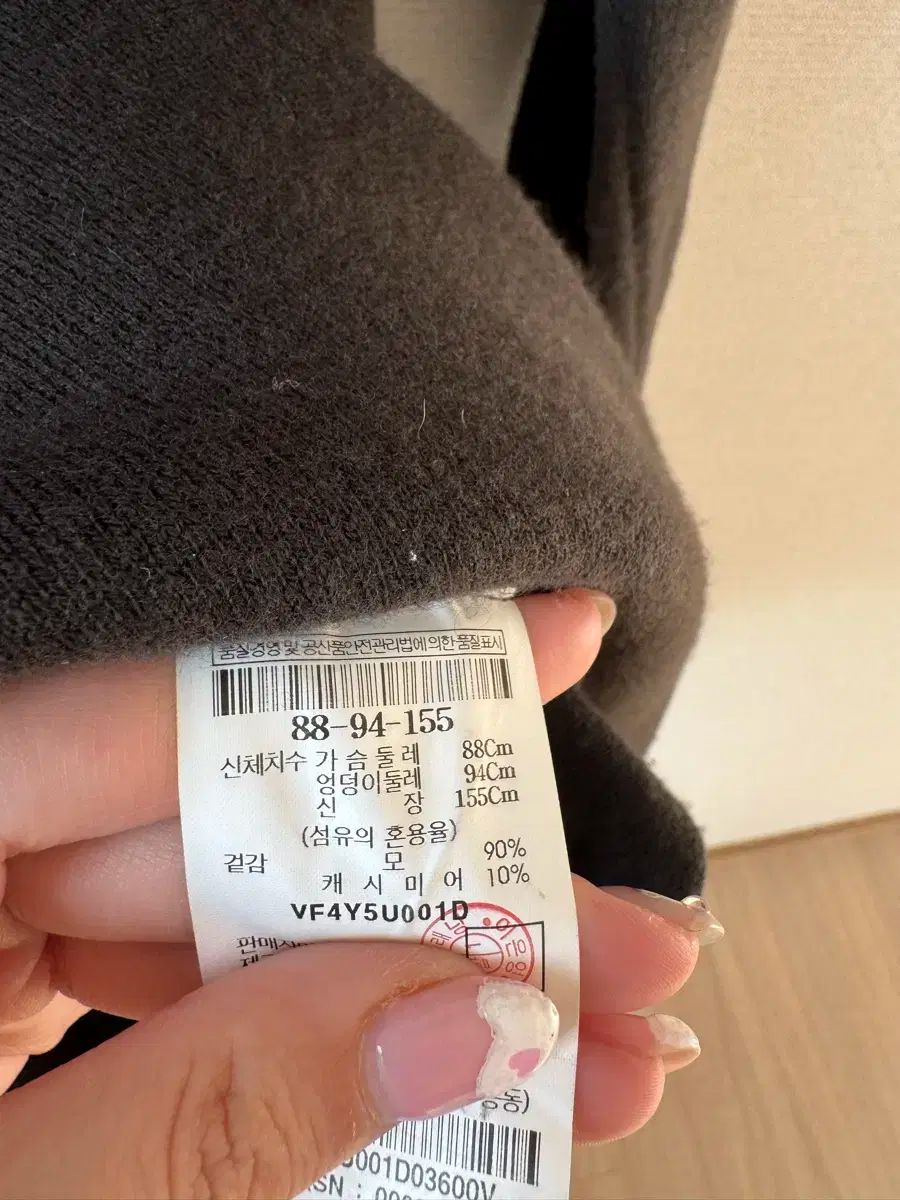 품질경영 및 공산품안전관리법에 의한 품질표시
88-94-155
신체치수 가슴둘레 88Cm
엉덩이둘레 94Cm
신장 155Cm
(섬유의 혼용율)
겉감 모 90%
캐시미어 10%
VF4Y5U001D
001D03600V